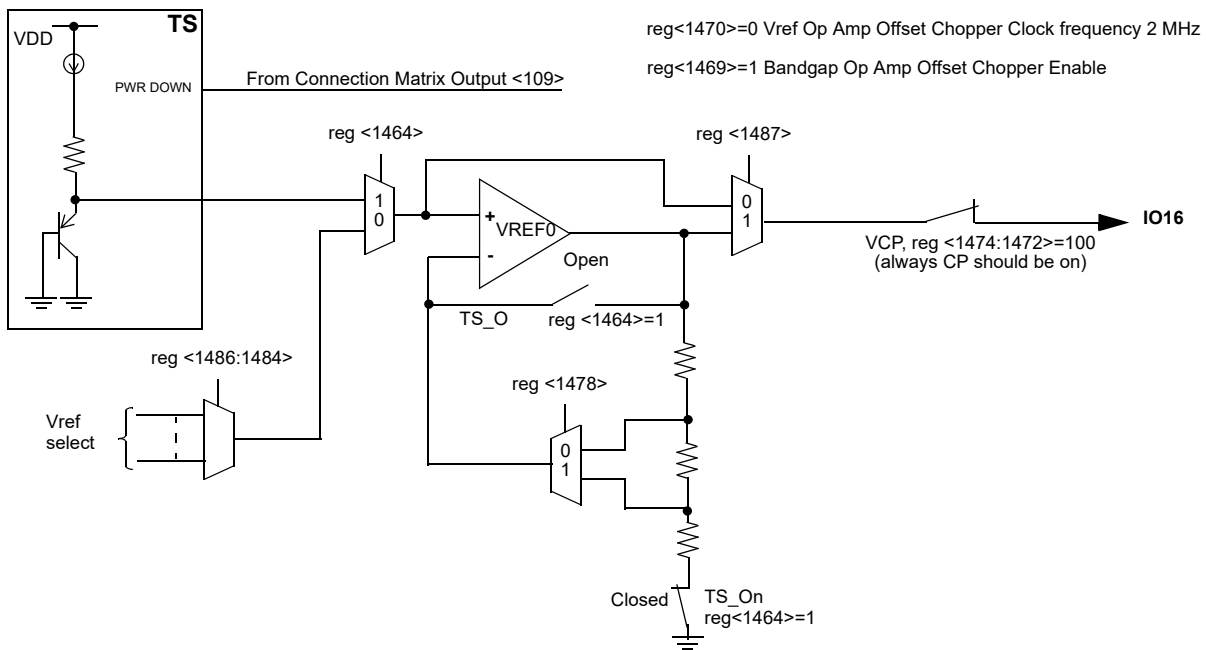 TS
VDD
PWR DOWN
From Connection Matrix Output <109>
reg<1470>=0 Vref Op Amp Offset Chopper Clock frequency 2 MHz
reg<1469>=1 Bandgap Op Amp Offset Chopper Enable
reg <1464>
reg <1487>
1
0
+
VREF0
-
0
1
IO16
VCP, reg <1474:1472>=100
(always CP should be on)
Open
TS_O
reg <1464>=1
reg <1486:1484>
Vref
select
reg <1478>
0
1
Closed
TS_On
reg<1464>=1